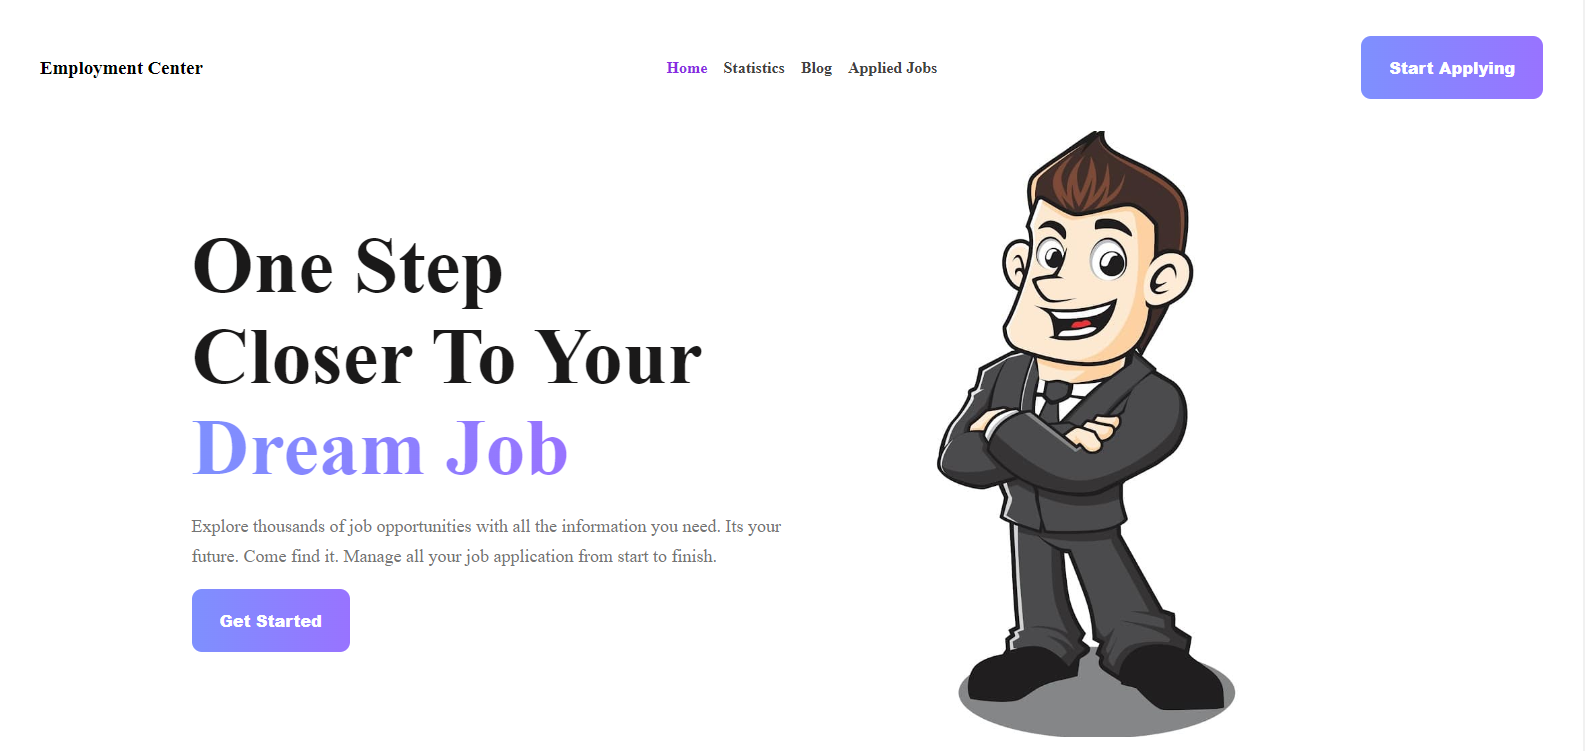 Employment Center
Home Statistics Blog Applied Jobs
Start Applying
One Step
Closer To Your
Dream Job
Explore thousands of job opportunities with all the information you need. Its your
future. Come find it. Manage all your job application from start to finish.
Get Started